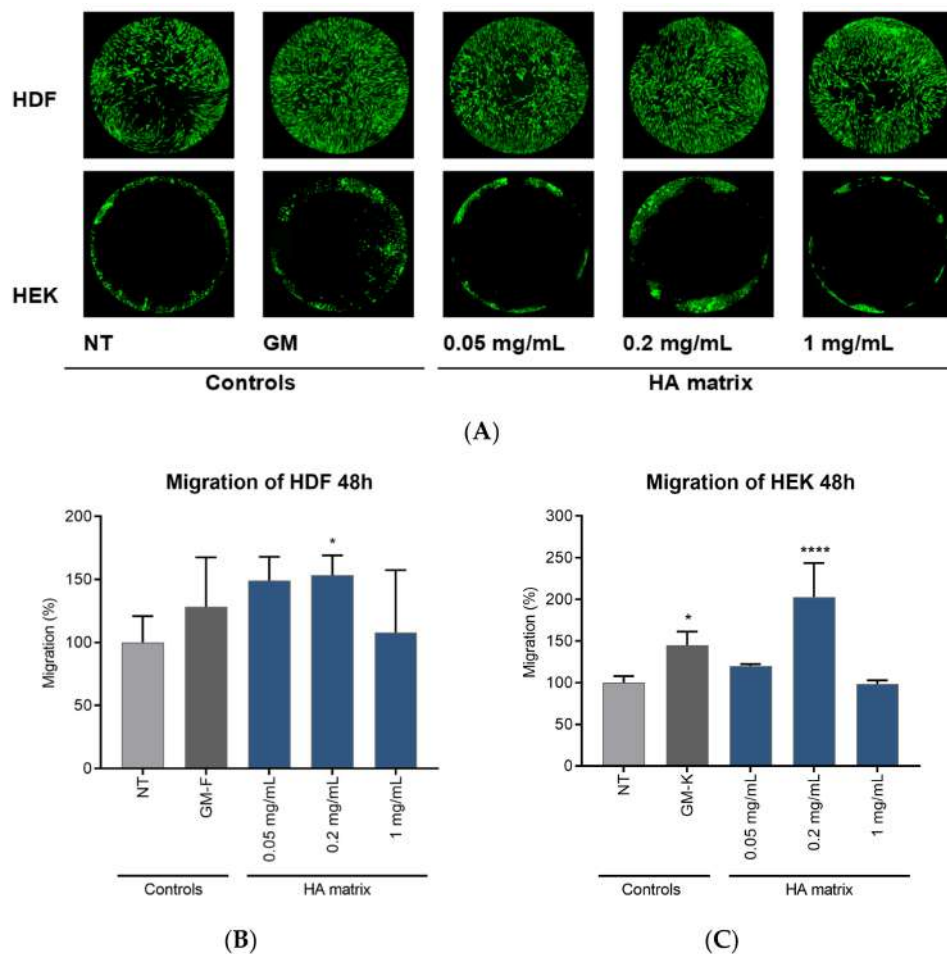 A
HDF
HEK
NT GM 0.05 mg/mL 0.2 mg/mL 1 mg/mL
Controls HA matrix
(A)
Migration of HDF 48h
Migration (%)
200
150
100
50
0
*
NT
GM-F
0.05 mg/mL
0.2 mg/mL
1 mg/mL
Controls HA matrix
(B)
Migration of HEK 48h
Migration (%)
300
250
200
150
100
50
0
*
****
NT
GM-K
0.05 mg/mL
0.2 mg/mL
1 mg/mL
Controls HA matrix
(C)